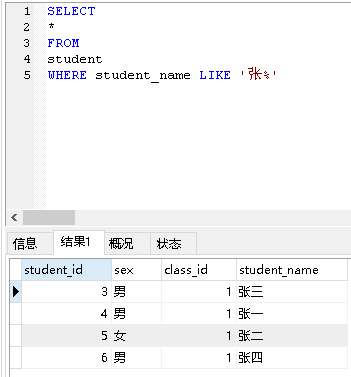 1 SELECT
2 *
3 FROM
4 student
5 WHERE student_name LIKE '张%'
信息 结果1 概况 状态
student_id sex class_id student_name
3 男 1 张三
4 男 1 张一
5 女 1 张二
6 男 1 张四